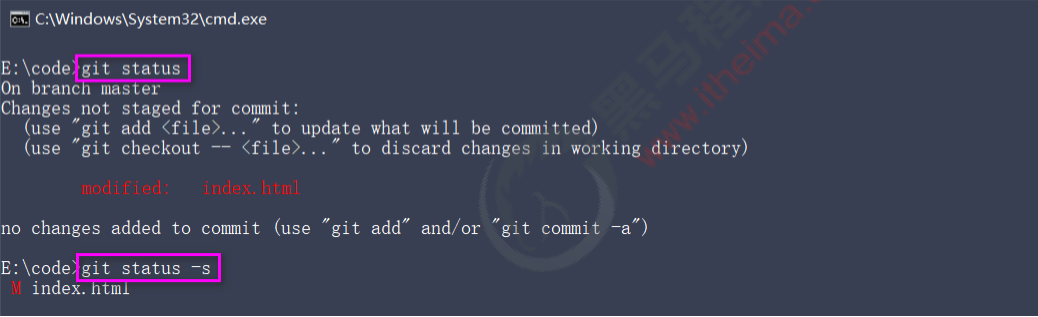 C:\Windows\System32\cmd.exe
E:\code>git status
On branch master
Changes not staged for commit:
  (use "git add <file>..." to update what will be committed)
  (use "git checkout -- <file>..." to discard changes in working directory)
modified:   index.html
no changes added to commit (use "git add" and/or "git commit -a")
E:\code>git status -s
 M index.html
黑马程
www.itheima.com